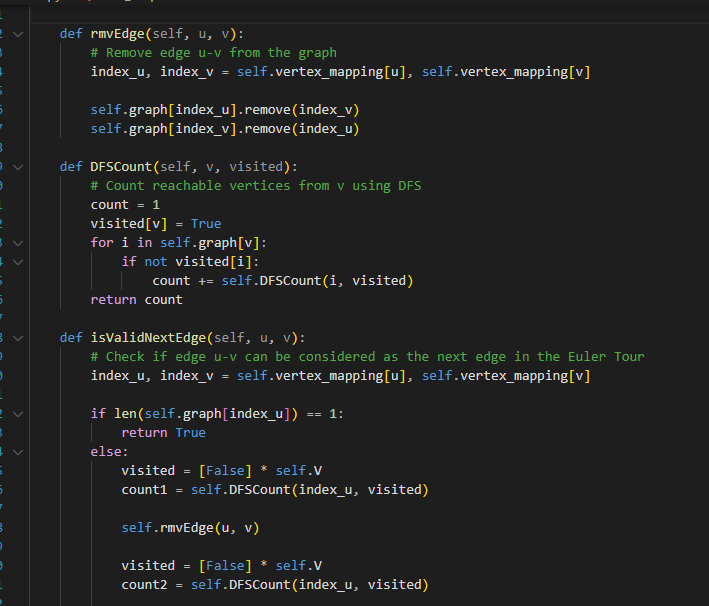 def rmvEdge(self, u, v):
# Remove edge u-v from the graph
index_u, index_v = self.vertex_mapping[u], self.vertex_mapping[v]
self.graph[index_u].remove(index_v)
self.graph[index_v].remove(index_u)
def DFSCount(self, v, visited):
# Count reachable vertices from v using DFS
count = 1
visited[v] = True
for i in self.graph[v]:
if not visited[i]:
count += self.DFSCount(i, visited)
return count
def isValidNextEdge(self, u, v):
# Check if edge u-v can be considered as the next edge in the Euler Tour
index_u, index_v = self.vertex_mapping[u], self.vertex_mapping[v]
if len(self.graph[index_u]) == 1:
return True
else:
visited = [False] * self.V
count1 = self.DFSCount(index_u, visited)
self.rmvEdge(u, v)
visited = [False] * self.V
count2 = self.DFSCount(index_u, visited)